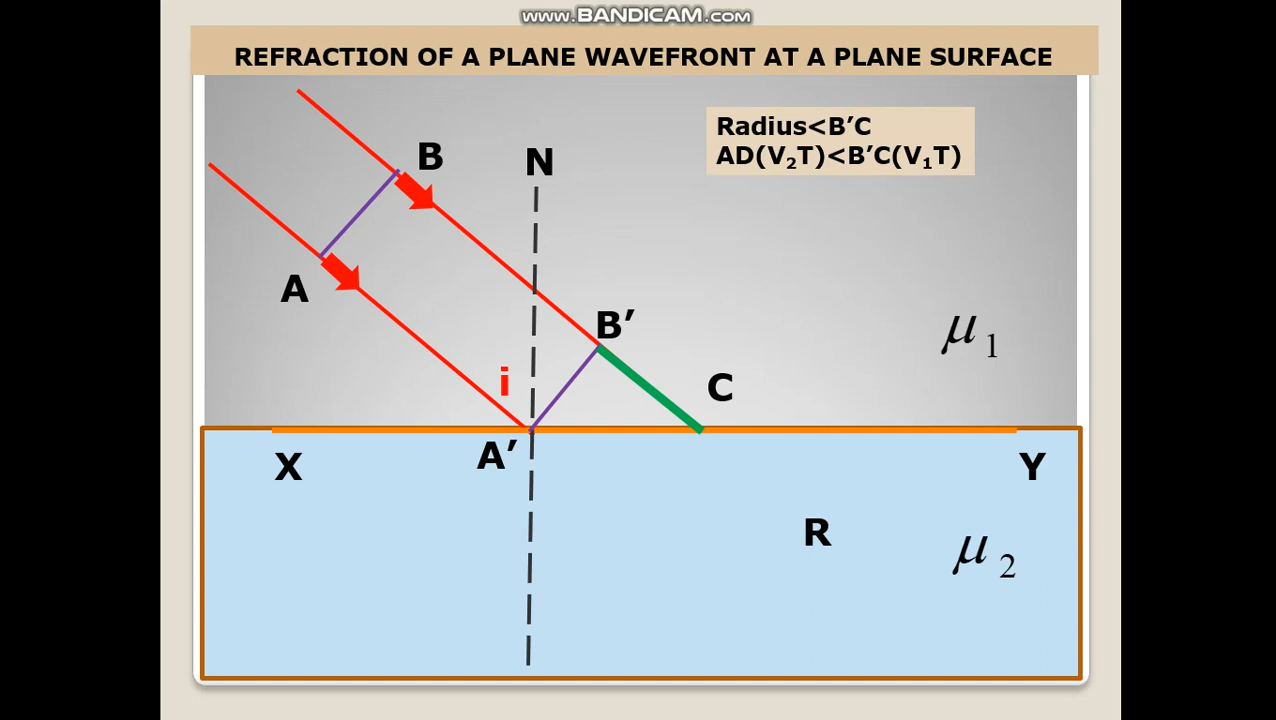 www.BANDICAM.com
REFRACTION OF A PLANE WAVEFRONT AT A PLANE SURFACE
Radius<B’C
AD(V₂T)<B’C(V₁T)
B
N
A
B’
μ₁
i
C
A’
X
Y
R
μ₂